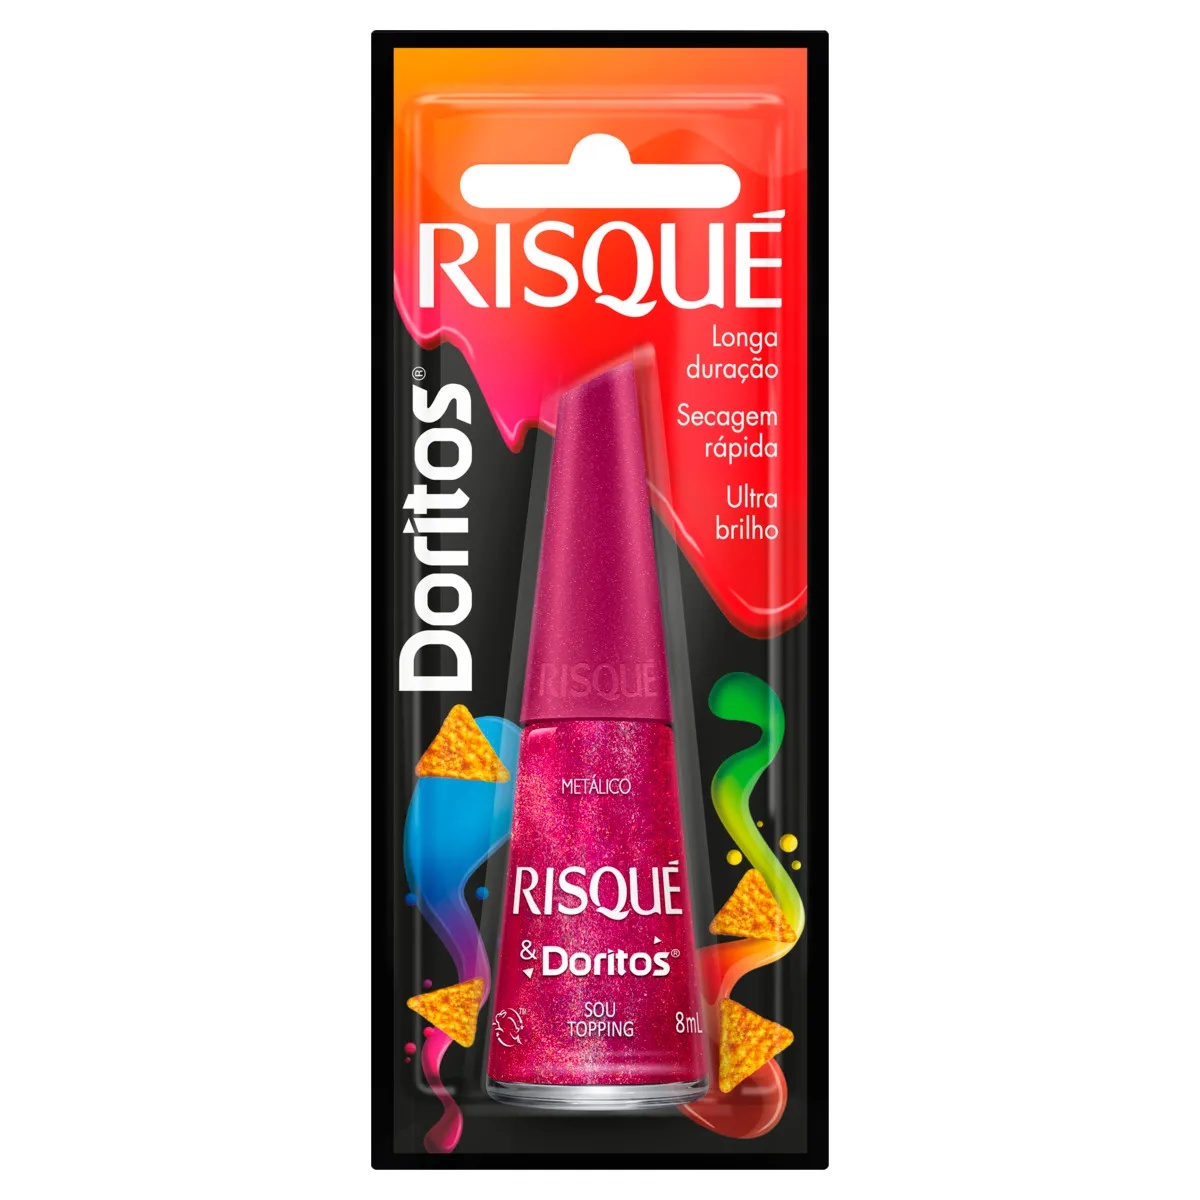 RISQUÉ
Longa
duração
Secagem
rápida
Ultra
brilho
Doritos®
RISQUÉ
METÁLICO
RISQUÉ
& Doritos®
SOU
TOPPING
8mL